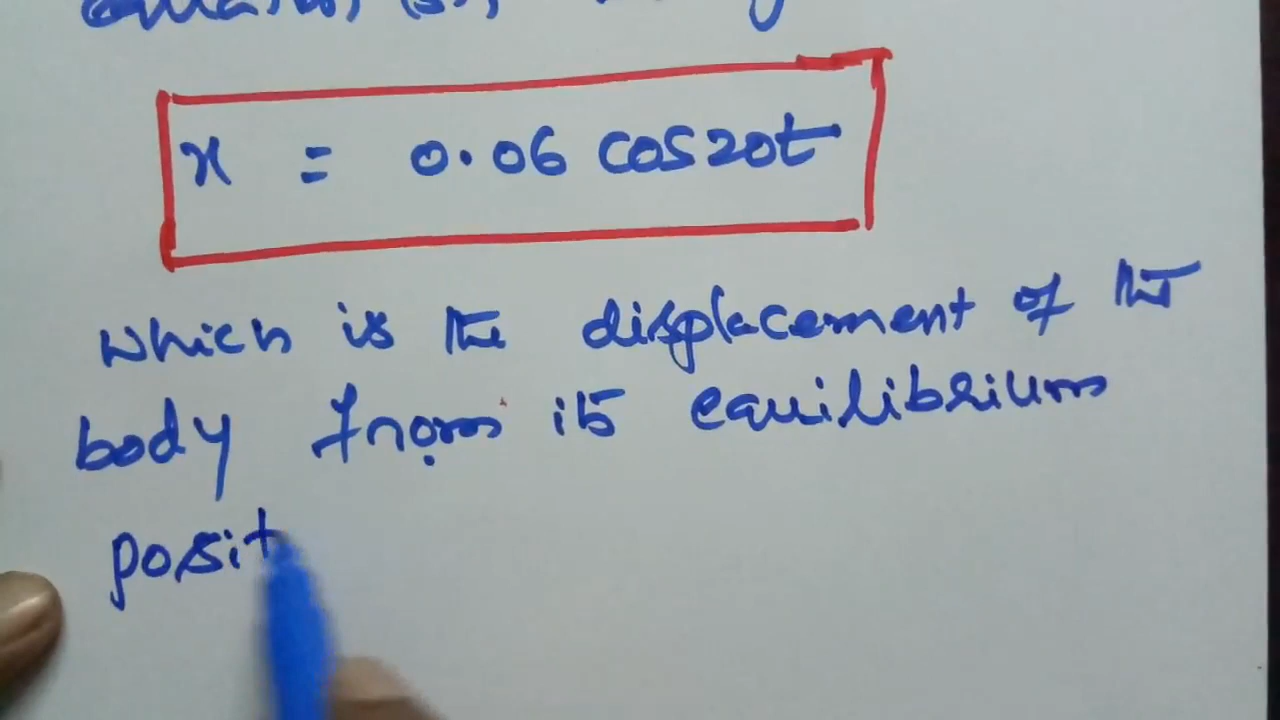 x = 0.06 cos20t
which is the displacement of the
body from its equilibrium
posit